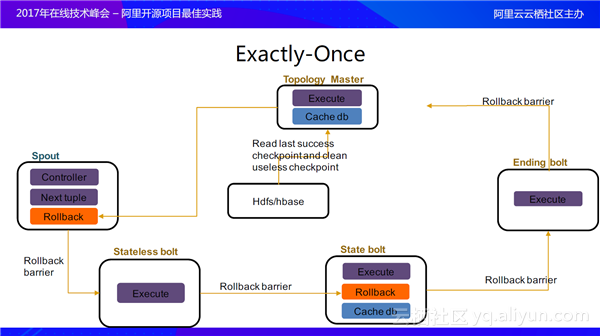 2017年在线技术峰会 – 阿里开源项目最佳实践
阿里云云栖社区主办
Exactly-Once
Topology Master
Execute
Cache db
Rollback barrier
Read last success
checkpoint and clean
useless checkpoint
Spout
Controller
Next tuple
Rollback
Hdfs/hbase
Ending bolt
Execute
Rollback
barrier
Stateless bolt
Execute
Rollback barrier
State bolt
Execute
Rollback
Cache db
Rollback barrier
云栖社区 yq.aliyun.com